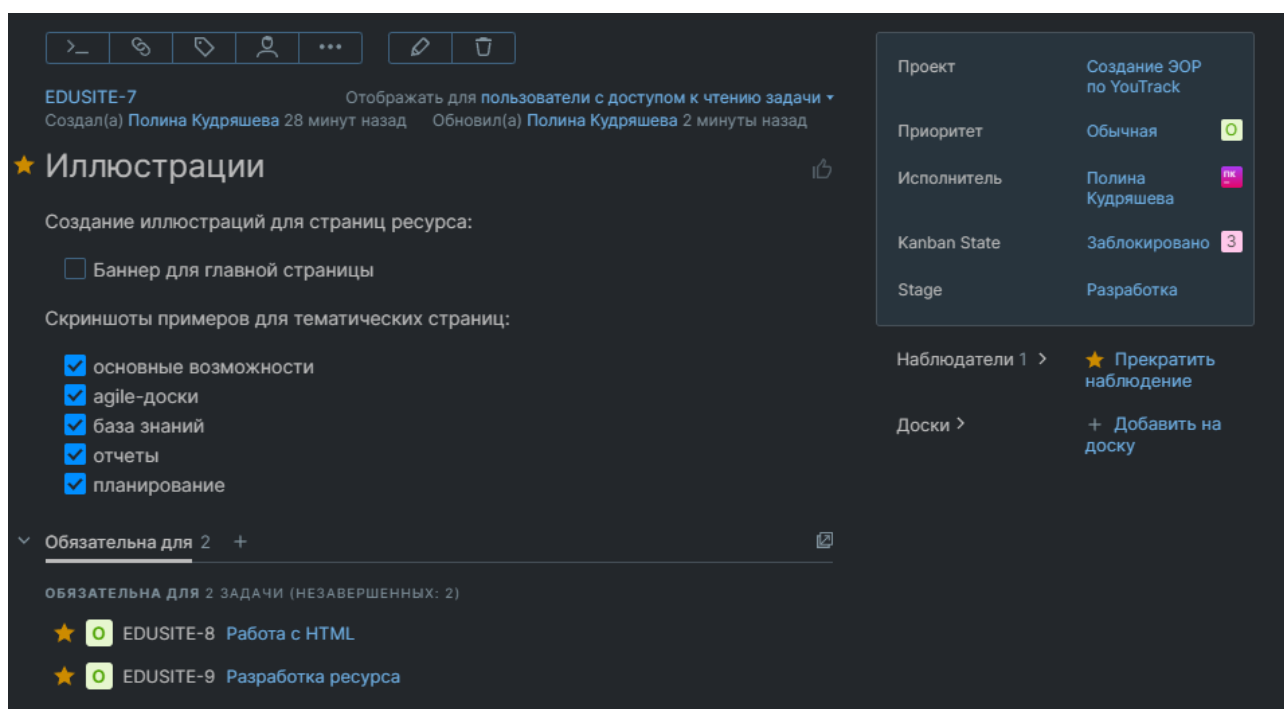 EDUSITE-7 Отображать для пользователи с доступом к чтению задачи
Создал(а) Полина Кудряшева 28 минут назад Обновил(а) Полина Кудряшева 2 минуты назад
Иллюстрации
Создание иллюстраций для страниц ресурса:
Баннер для главной страницы
Скриншоты примеров для тематических страниц:
основные возможности
agile-доски
база знаний
отчеты
планирование
Обязательна для 2 +
ОБЯЗАТЕЛЬНА ДЛЯ 2 ЗАДАЧИ (НЕЗАВЕРШЕННЫХ: 2)
О EDUSITE-8 Работа с HTML
О EDUSITE-9 Разработка ресурса
Проект Создание ЭОР
по YouTrack
Приоритет Обычная О
Исполнитель Полина ПК
Кудряшева
Kanban State Заблокировано З
Stage Разработка
Наблюдатели 1 > Прекратить
наблюдение
Доски > + Добавить на
доску